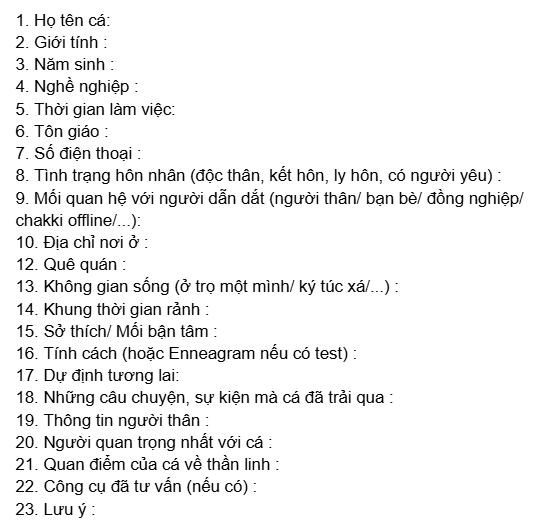 1. Họ tên cá:
2. Giới tính :
3. Năm sinh :
4. Nghề nghiệp :
5. Thời gian làm việc:
6. Tôn giáo :
7. Số điện thoại :
8. Tình trạng hôn nhân (độc thân, kết hôn, ly hôn, có người yêu) :
9. Mối quan hệ với người dẫn dắt (người thân/ bạn bè/ đồng nghiệp/
chakki offline/...):
10. Địa chỉ nơi ở :
12. Quê quán :
13. Không gian sống (ở trọ một mình/ ký túc xá/...) :
14. Khung thời gian rảnh :
15. Sở thích/ Mối bận tâm :
16. Tính cách (hoặc Enneagram nếu có test) :
17. Dự định tương lai:
18. Những câu chuyện, sự kiện mà cá đã trải qua :
19. Thông tin người thân :
20. Người quan trọng nhất với cá :
21. Quan điểm của cá về thần linh :
22. Công cụ đã tư vấn (nếu có) :
23. Lưu ý :